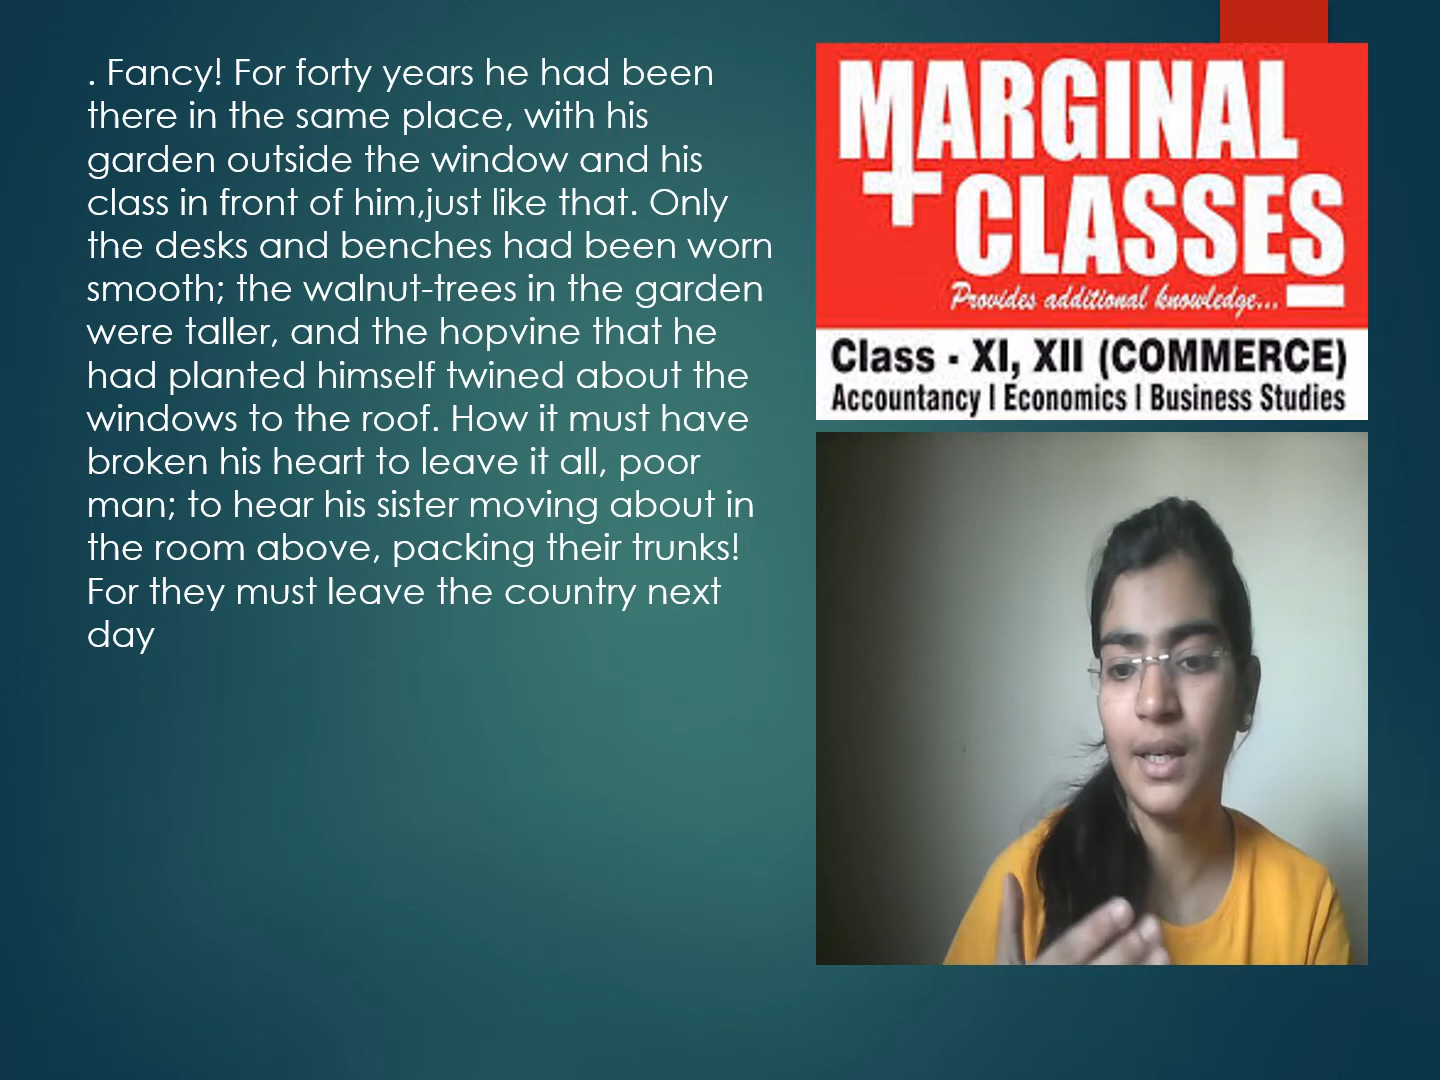 . Fancy! For forty years he had been
there in the same place, with his
garden outside the window and his
class in front of him,just like that. Only
the desks and benches had been worn
smooth; the walnut-trees in the garden
were taller, and the hopvine that he
had planted himself twined about the
windows to the roof. How it must have
broken his heart to leave it all, poor
man; to hear his sister moving about in
the room above, packing their trunks!
For they must leave the country next
day
MARGINAL
CLASSES
Provides additional knowledge...
Class - XI, XII (COMMERCE)
Accountancy I Economics I Business Studies